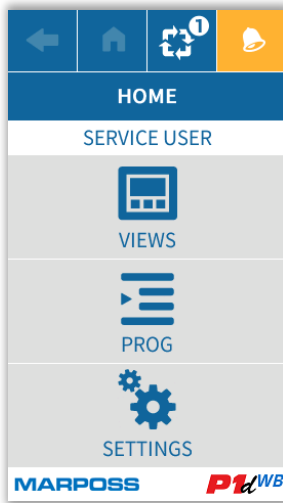 1
HOME
SERVICE USER
VIEWS
PROG
SETTINGS
MARPOSS P1dWB